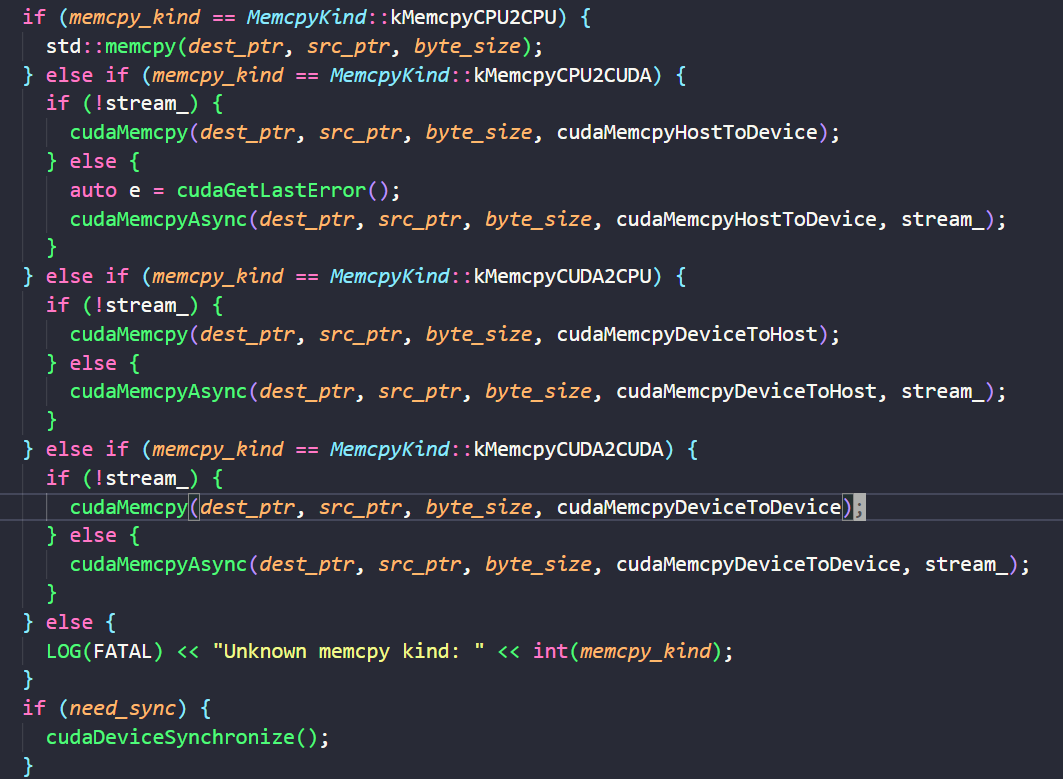 if (memcpy_kind == MemcpyKind::kMemcpyCPU2CPU) {
  std::memcpy(dest_ptr, src_ptr, byte_size);
} else if (memcpy_kind == MemcpyKind::kMemcpyCPU2CUDA) {
  if (!stream_) {
    cudaMemcpy(dest_ptr, src_ptr, byte_size, cudaMemcpyHostToDevice);
  } else {
    auto e = cudaGetLastError();
    cudaMemcpyAsync(dest_ptr, src_ptr, byte_size, cudaMemcpyHostToDevice, stream_);
  }
} else if (memcpy_kind == MemcpyKind::kMemcpyCUDA2CPU) {
  if (!stream_) {
    cudaMemcpy(dest_ptr, src_ptr, byte_size, cudaMemcpyDeviceToHost);
  } else {
    cudaMemcpyAsync(dest_ptr, src_ptr, byte_size, cudaMemcpyDeviceToHost, stream_);
  }
} else if (memcpy_kind == MemcpyKind::kMemcpyCUDA2CUDA) {
  if (!stream_) {
    cudaMemcpy(dest_ptr, src_ptr, byte_size, cudaMemcpyDeviceToDevice);
  } else {
    cudaMemcpyAsync(dest_ptr, src_ptr, byte_size, cudaMemcpyDeviceToDevice, stream_);
  }
} else {
  LOG(FATAL) << "Unknown memcpy kind: " << int(memcpy_kind);
}
if (need_sync) {
  cudaDeviceSynchronize();
}